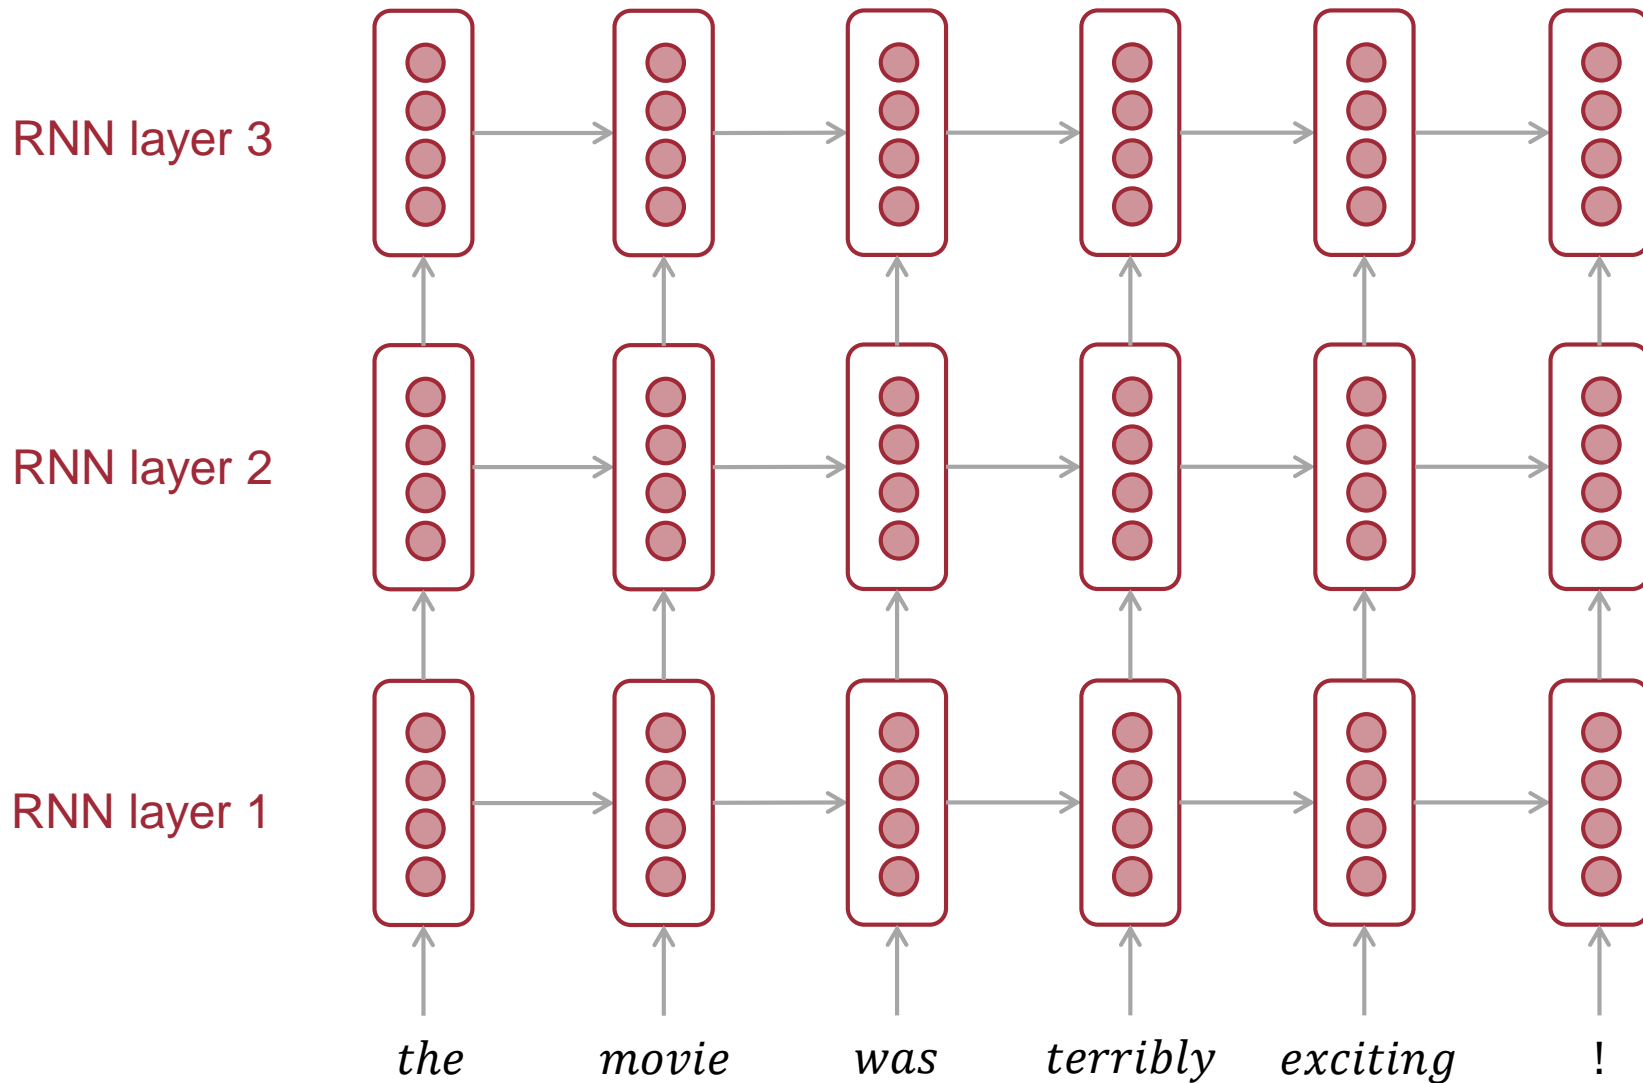 RNN layer 3
RNN layer 2
RNN layer 1
the movie was terribly exciting !